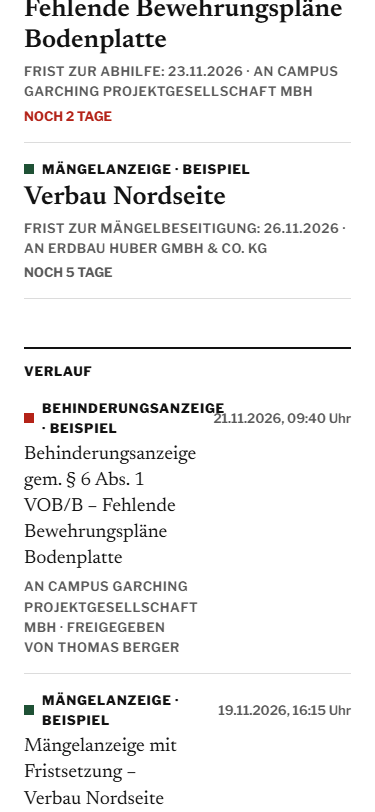 Fehlende Bewehrungspläne
Bodenplatte
FRIST ZUR ABHILFE: 23.11.2026 · AN CAMPUS
GARCHING PROJEKTGESELLSCHAFT MBH
NOCH 2 TAGE
MÄNGELANZEIGE · BEISPIEL
Verbau Nordseite
FRIST ZUR MÄNGELBESEITIGUNG: 26.11.2026 ·
AN ERDBAU HUBER GMBH & CO. KG
NOCH 5 TAGE
VERLAUF
BEHINDERUNGSANZEIGE
· BEISPIEL
21.11.2026, 09:40 Uhr
Behinderungsanzeige
gem. § 6 Abs. 1
VOB/B – Fehlende
Bewehrungspläne
Bodenplatte
AN CAMPUS GARCHING
PROJEKTGESELLSCHAFT
MBH · FREIGEGEBEN
VON THOMAS BERGER
MÄNGELANZEIGE ·
BEISPIEL
19.11.2026, 16:15 Uhr
Mängelanzeige mit
Fristsetzung –
Verbau Nordseite